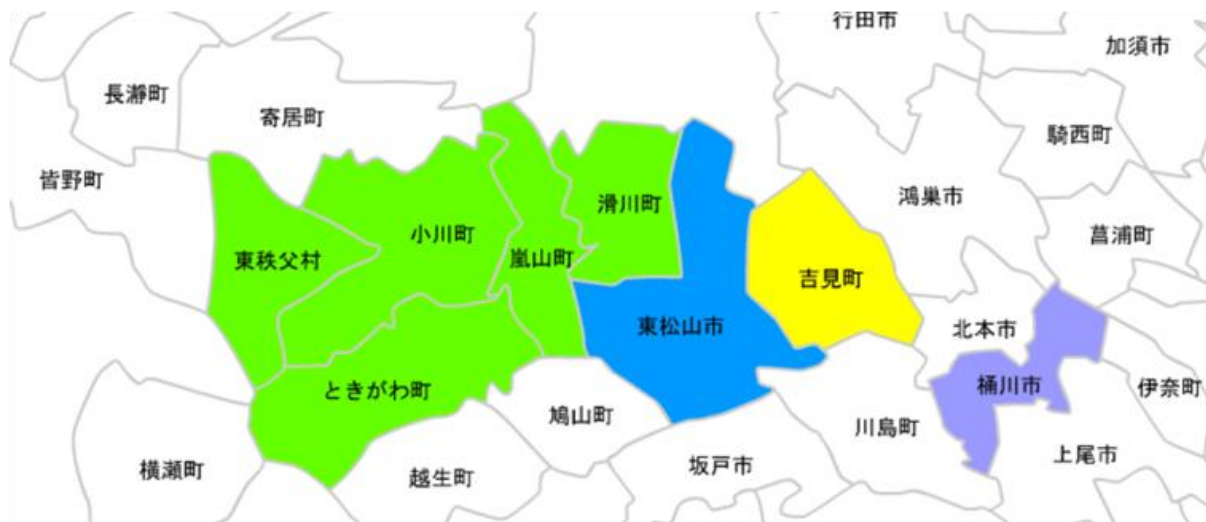 行田市
加須市
長瀞町
寄居町
騎西町
皆野町
滑川町
鴻巣市
小川町
東秩父村
嵐山町
菖浦町
吉見町
東松山市
北本市
ときがわ町
桶川市
伊奈町
鳩山町
川島町
横瀬町
越生町
坂戸市
上尾市